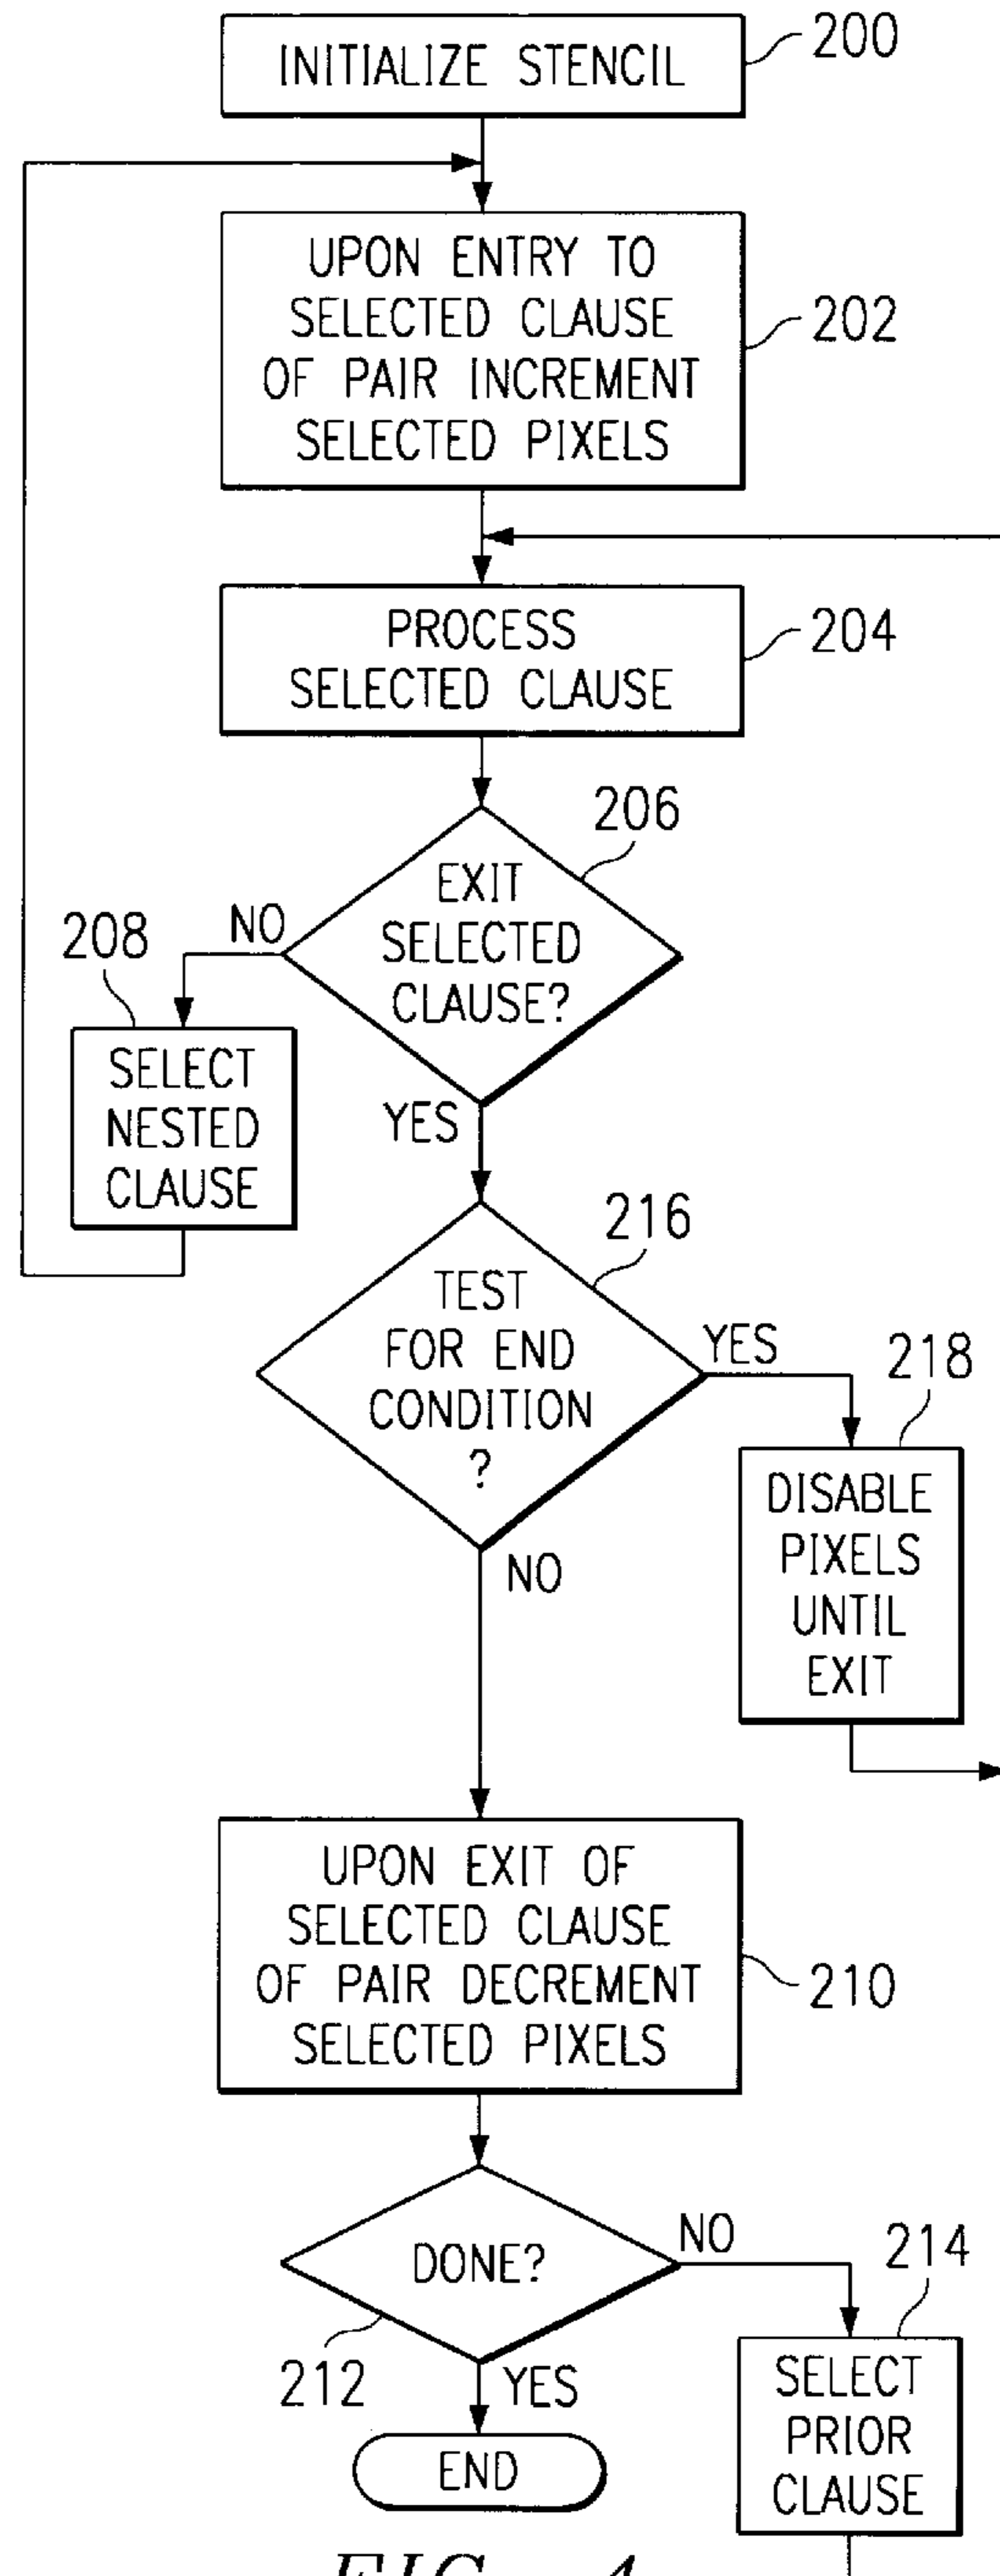 INITIALIZE STENCIL
200
UPON ENTRY TO
SELECTED CLAUSE
OF PAIR INCREMENT
SELECTED PIXELS
202
PROCESS
SELECTED CLAUSE
204
206
EXIT
SELECTED
CLAUSE?
NO
208
SELECT
NESTED
CLAUSE
YES
216
TEST
FOR END
CONDITION
?
YES
218
DISABLE
PIXELS
UNTIL
EXIT
NO
UPON EXIT OF
SELECTED CLAUSE
OF PAIR DECREMENT
SELECTED PIXELS
210
DONE?
NO
214
212
YES
SELECT
PRIOR
CLAUSE
END
FIG. 4